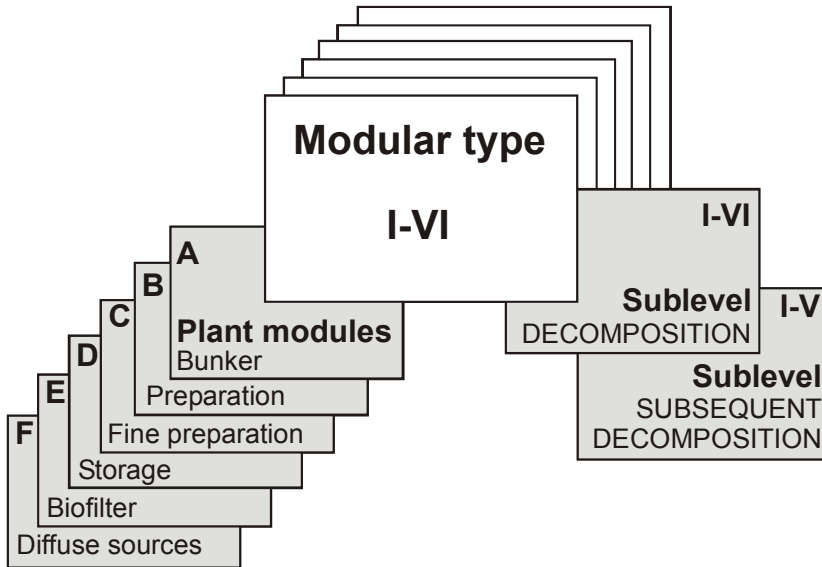 Modular type
I-VI
A
Plant modules
Bunker
B
Preparation
C
Fine preparation
D
Storage
E
Biofilter
F
Diffuse sources
I-VI
Sublevel
DECOMPOSITION
I-V
Sublevel
SUBSEQUENT
DECOMPOSITION